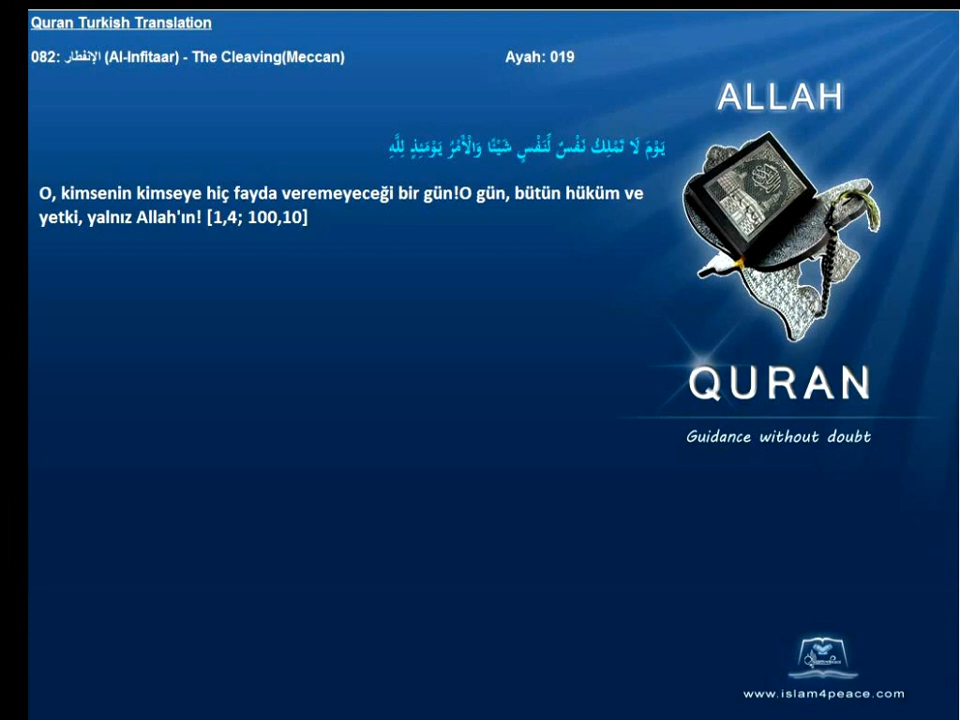 Quran Turkish Translation
082: الإنفطار (Al-Infitaar) - The Cleaving(Meccan) Ayah: 019
ALLAH
يَوْمَ لَا تَمْلِكُ نَفْسٌ لِّنَفْسٍ شَيْئًا وَالْأَمْرُ يَوْمَئِذٍ لِلَّهِ
O, kimsenin kimseye hiç fayda veremeyeceği bir gün!O gün, bütün hüküm ve
yetki, yalnız Allah'ın! [1,4; 100,10]
QURAN
Guidance without doubt
www.islam4peace.com